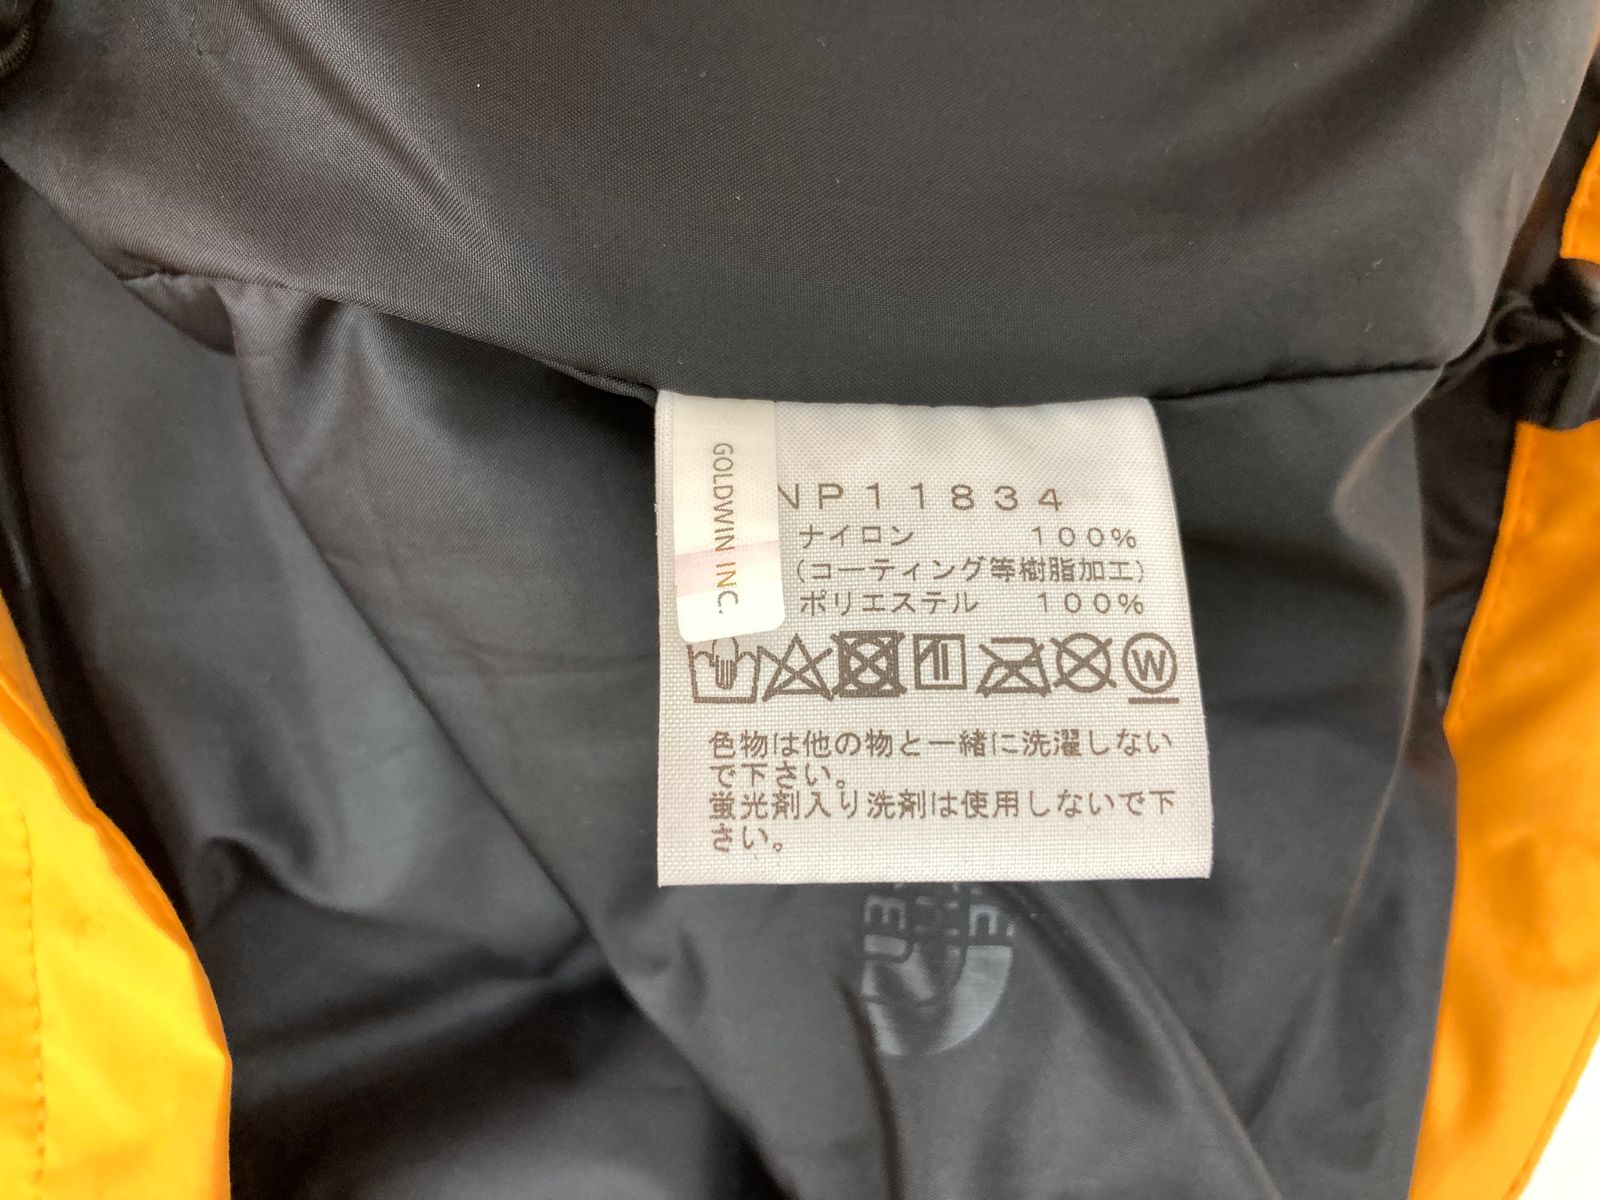 GOLDWIN INC.
NP11834
ナイロン 100%
(コーティング等樹脂加工)
ポリエステル 100%
W
色物は他の物と一緒に洗濯しない
で下さい。
蛍光剤入り洗剤は使用しないで下
さい。